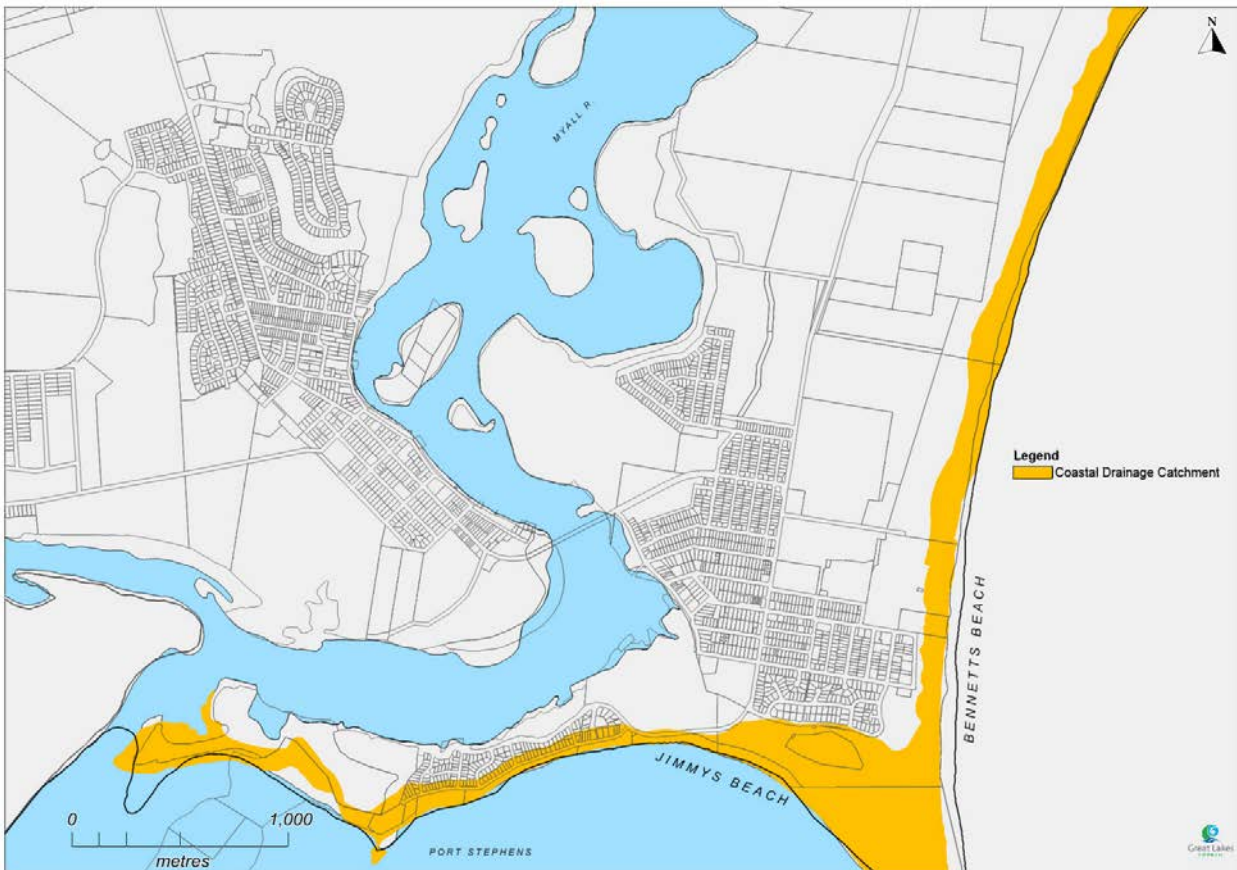 N
MYALL R.
Legend
Coastal Drainage Catchment
BENNETTS BEACH
JIMMYS BEACH
0 1,000
metres
PORT STEPHENS
Great Lakes